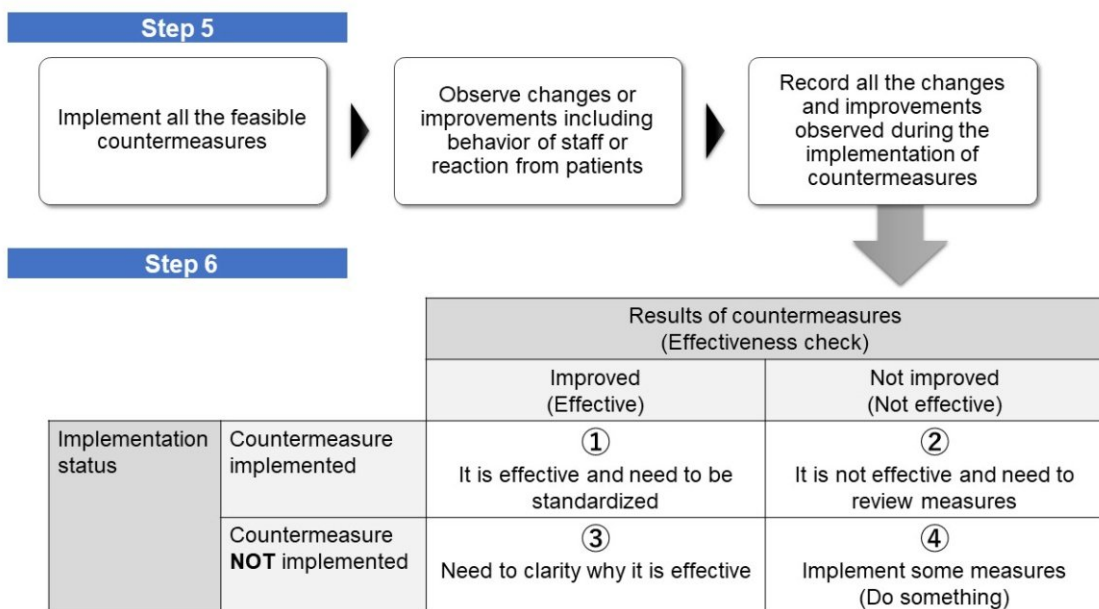 Step 5
Implement all the feasible
countermeasures
Observe changes or
improvements including
behavior of staff or
reaction from patients
Record all the changes
and improvements
observed during the
implementation of
countermeasures
Step 6
Results of countermeasures
(Effectiveness check)
Improved
(Effective)
Not improved
(Not effective)
Implementation
status
Countermeasure
implemented
①
It is effective and need to be
standardized
②
It is not effective and need to
review measures
Countermeasure
NOT implemented
③
Need to clarity why it is effective
④
Implement some measures
(Do something)